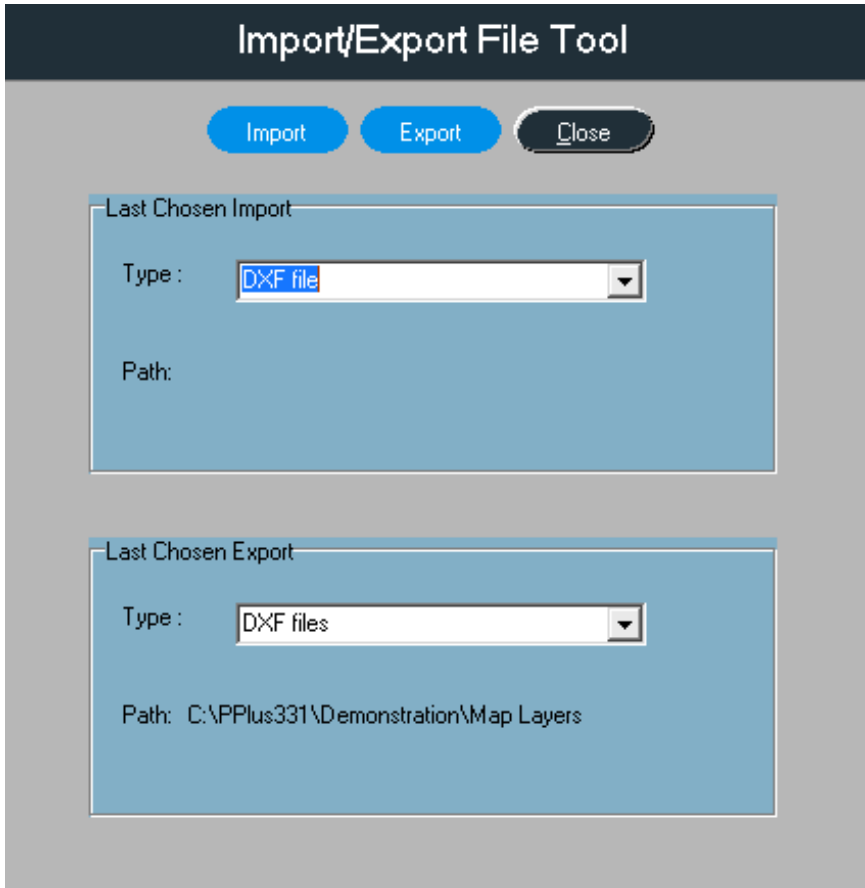 Import/Export File Tool
Import Export Close
Last Chosen Import
Type : DXF file
Path:
Last Chosen Export
Type : DXF files
Path: C:\PPlus331\Demonstration\Map Layers